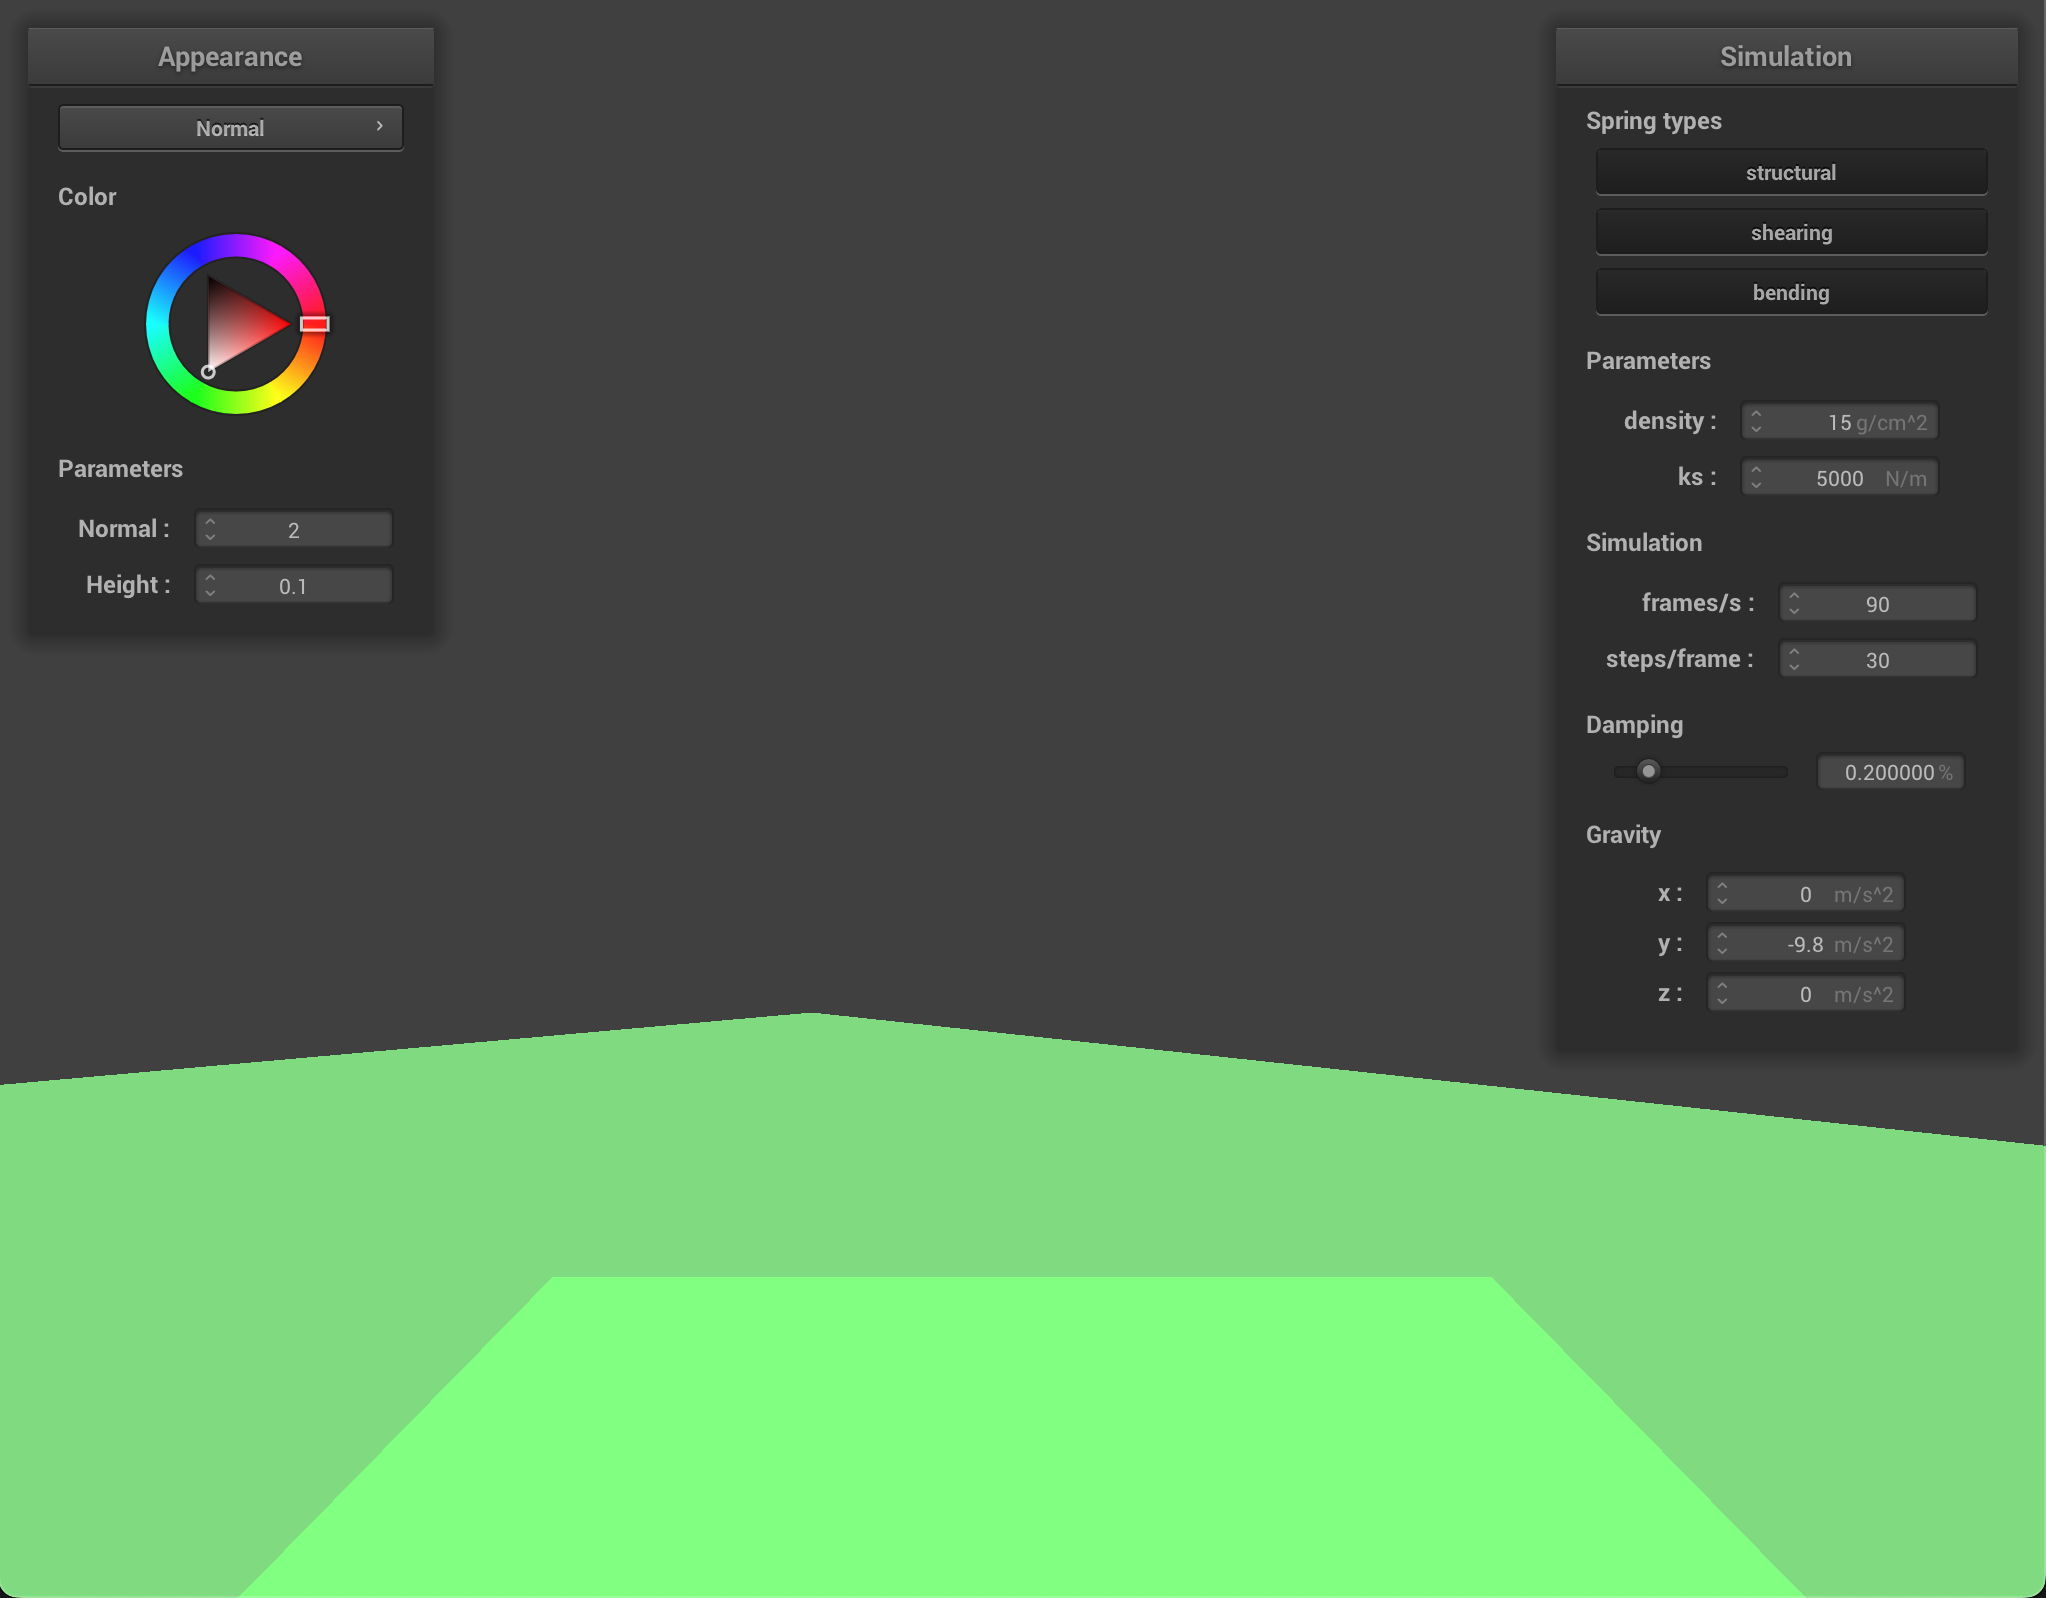 Appearance
Normal
Color
Parameters
Normal : 2
Height : 0.1
Simulation
Spring types
structural
shearing
bending
Parameters
density : 15 g/cm^2
ks : 5000 N/m
Simulation
frames/s : 90
steps/frame : 30
Damping
0.200000 %
Gravity
x : 0 m/s^2
y : -9.8 m/s^2
z : 0 m/s^2